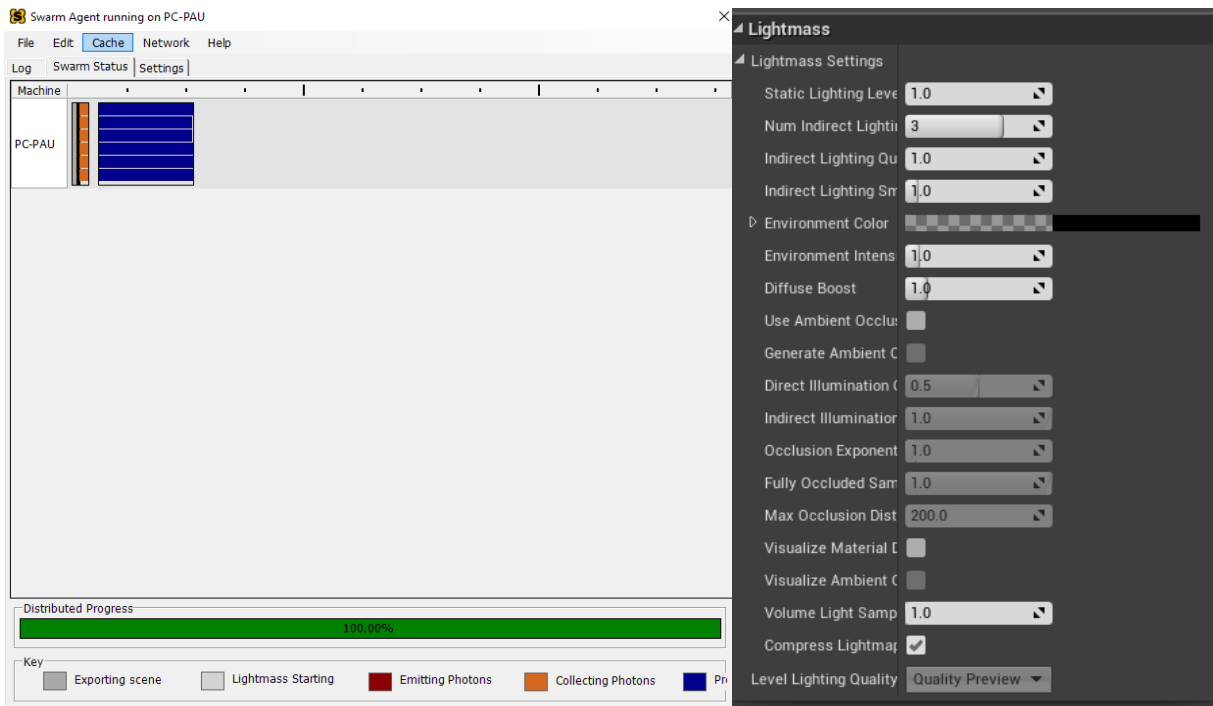 Swarm Agent running on PC-PAU
File Edit Cache Network Help
Log Swarm Status Settings
Machine
PC-PAU
Distributed Progress
100.00%
Key
Exporting scene Lightmass Starting Emitting Photons Collecting Photons Pr
Lightmass
Lightmass Settings
Static Lighting Leve 1.0
Num Indirect Lightin 3
Indirect Lighting Qu 1.0
Indirect Lighting Sm 1.0
Environment Color
Environment Intens 1.0
Diffuse Boost 1.0
Use Ambient Occlus
Generate Ambient O
Direct Illumination O 0.5
Indirect Illumination 1.0
Occlusion Exponent 1.0
Fully Occluded Sam 1.0
Max Occlusion Dist 200.0
Visualize Material D
Visualize Ambient O
Volume Light Samp 1.0
Compress Lightmap
Level Lighting Quality Quality Preview